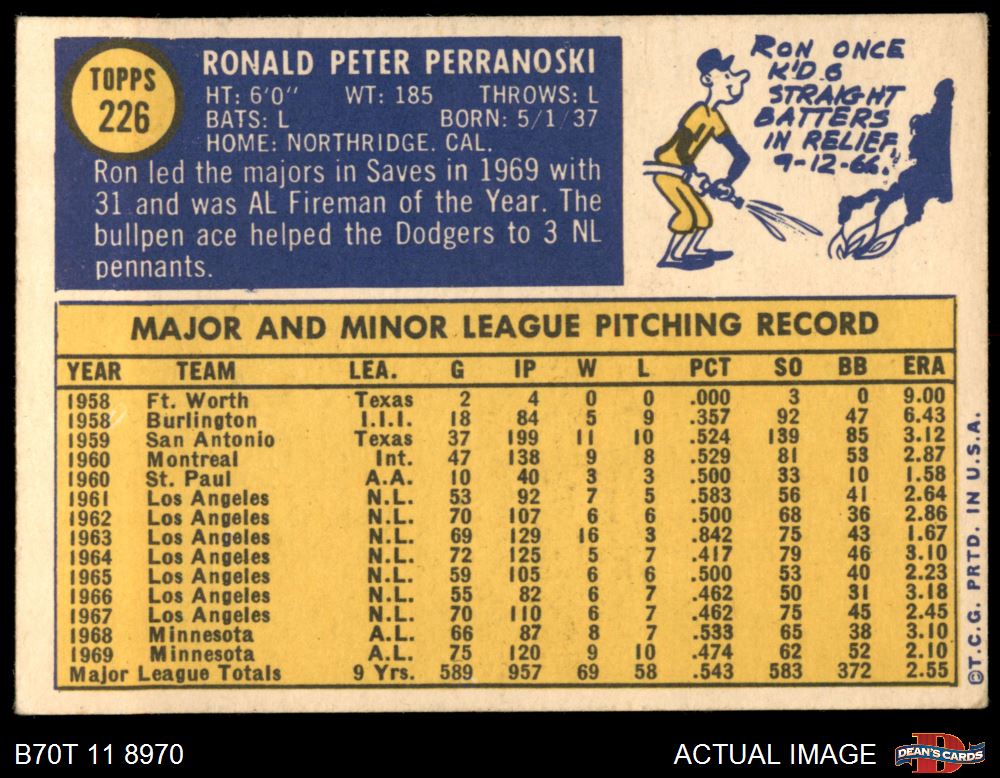 TOPPS
226
RONALD PETER PERRANOSKI
HT: 6'0" WT: 185 THROWS: L
BATS: L BORN: 5/1/37
HOME: NORTHRIDGE, CAL.
Ron led the majors in Saves in 1969 with
31 and was AL Fireman of the Year. The
bullpen ace helped the Dodgers to 3 NL
pennants.
RON ONCE
K'D 6
STRAIGHT
BATTERS
IN RELIEF,
9-12-66.
MAJOR AND MINOR LEAGUE PITCHING RECORD
YEAR TEAM LEA. G IP W L PCT SO BB ERA
1958 Ft. Worth Texas 2 4 0 0 .000 3 0 9.00
1958 Burlington I.I.I. 18 84 5 9 .357 92 47 6.43
1959 San Antonio Texas 37 199 11 10 .524 139 85 3.12
1960 Montreal Int. 47 138 9 8 .529 81 53 2.87
1960 St. Paul A.A. 10 40 3 3 .500 33 10 1.58
1961 Los Angeles N.L. 53 92 7 5 .583 56 41 2.64
1962 Los Angeles N.L. 70 107 6 6 .500 68 36 2.86
1963 Los Angeles N.L. 69 129 16 3 .842 75 43 1.67
1964 Los Angeles N.L. 72 125 5 7 .417 79 46 3.10
1965 Los Angeles N.L. 59 105 6 6 .500 53 40 2.23
1966 Los Angeles N.L. 55 82 6 7 .462 50 31 3.18
1967 Los Angeles N.L. 70 110 6 7 .462 75 45 2.45
1968 Minnesota A.L. 66 87 8 7 .533 65 38 3.10
1969 Minnesota A.L. 75 120 9 10 .474 62 52 2.10
Major League Totals 9 Yrs. 589 957 69 58 .543 583 372 2.55
©T.C.G. PRTD. IN U.S.A.
B70T 11 8970
ACTUAL IMAGE
DEAN'S CARDS